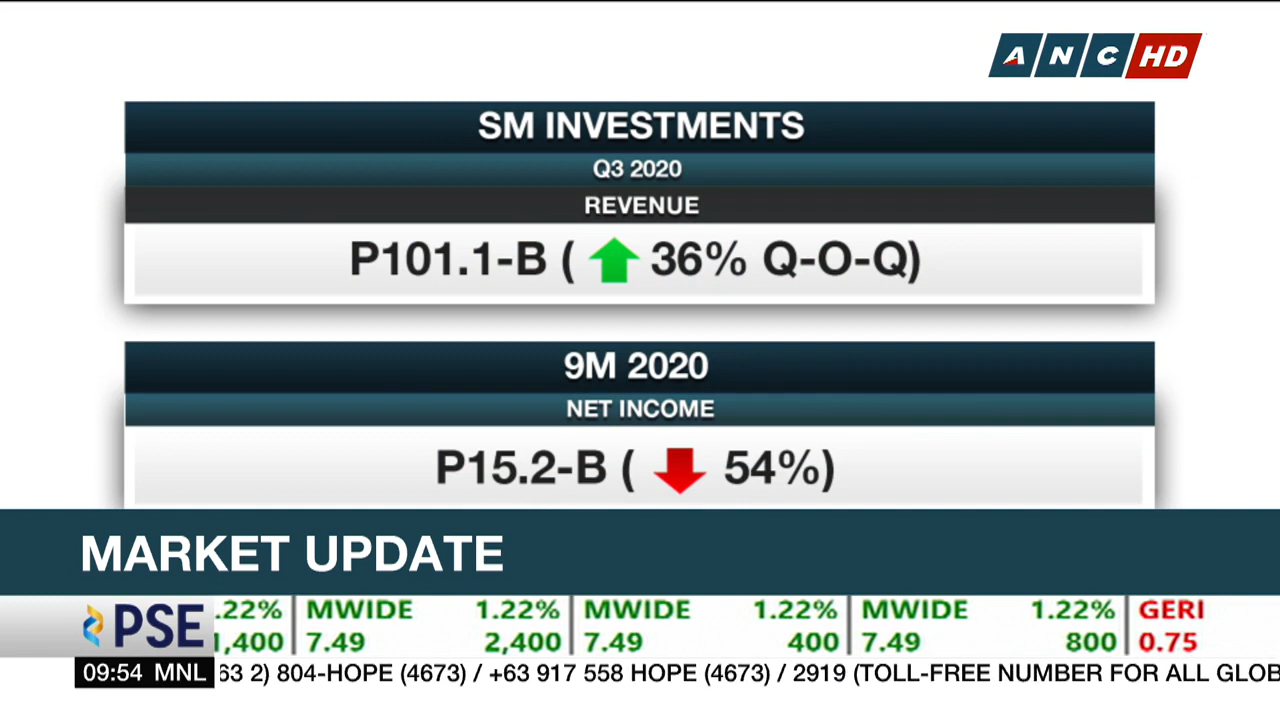 ANC HD
SM INVESTMENTS
Q3 2020
REVENUE
P101.1-B ( 36% Q-O-Q)
9M 2020
NET INCOME
P15.2-B ( 54%)
MARKET UPDATE
PSE
.22% MWIDE 1.22% MWIDE 1.22% MWIDE 1.22% GERI
1,400 7.49 2,400 7.49 400 7.49 800 0.75
09:54 MNL 63 2) 804-HOPE (4673) / +63 917 558 HOPE (4673) / 2919 (TOLL-FREE NUMBER FOR ALL GLOB